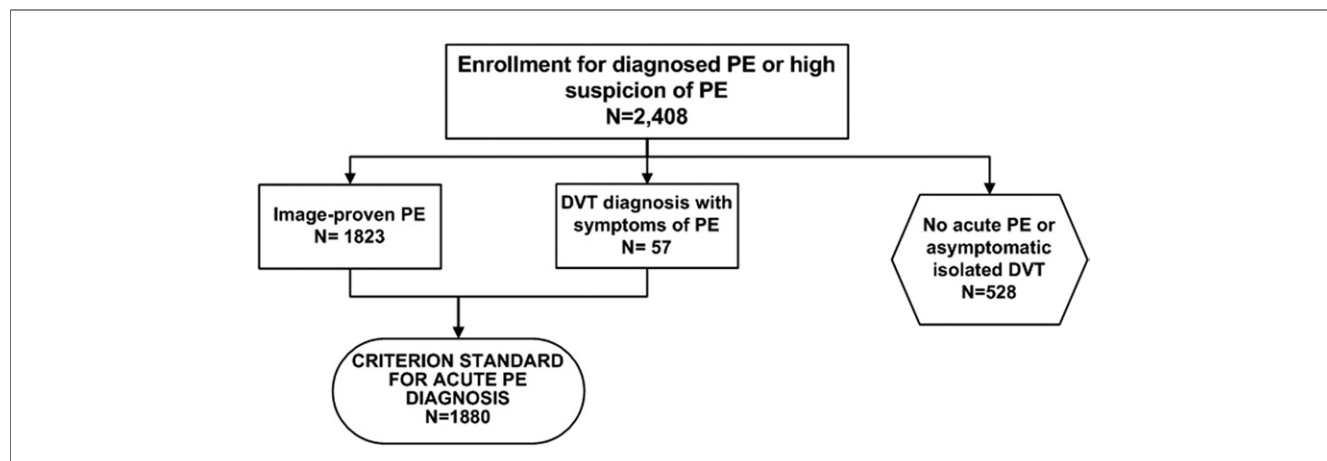 Enrollment for diagnosed PE or high
suspicion of PE
N=2,408
Image-proven PE
N= 1823
DVT diagnosis with
symptoms of PE
N= 57
No acute PE or
asymptomatic
isolated DVT
N=528
CRITERION STANDARD
FOR ACUTE PE
DIAGNOSIS
N=1880